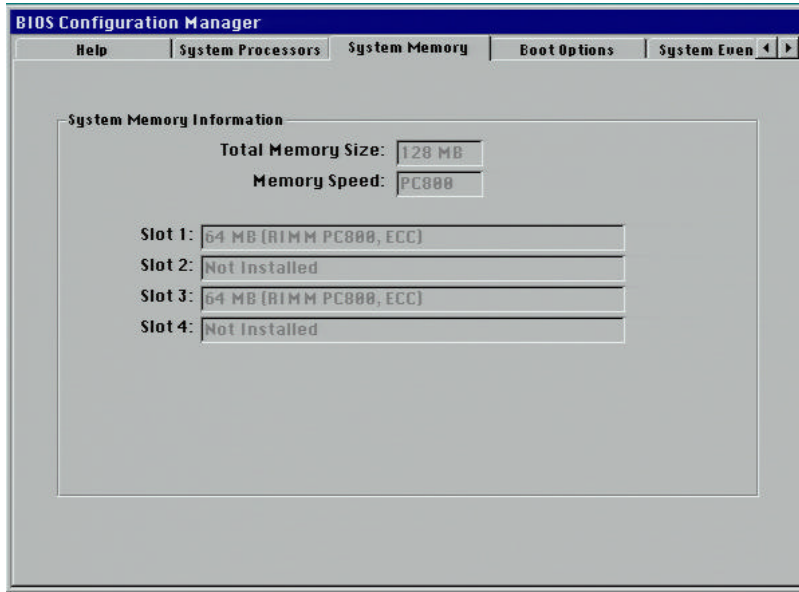 BIOS Configuration Manager
Help System Processors System Memory Boot Options System Even
System Memory Information
Total Memory Size: 128 MB
Memory Speed: PC800
Slot 1: 64 MB (RIMM PC800, ECC)
Slot 2: Not Installed
Slot 3: 64 MB (RIMM PC800, ECC)
Slot 4: Not Installed